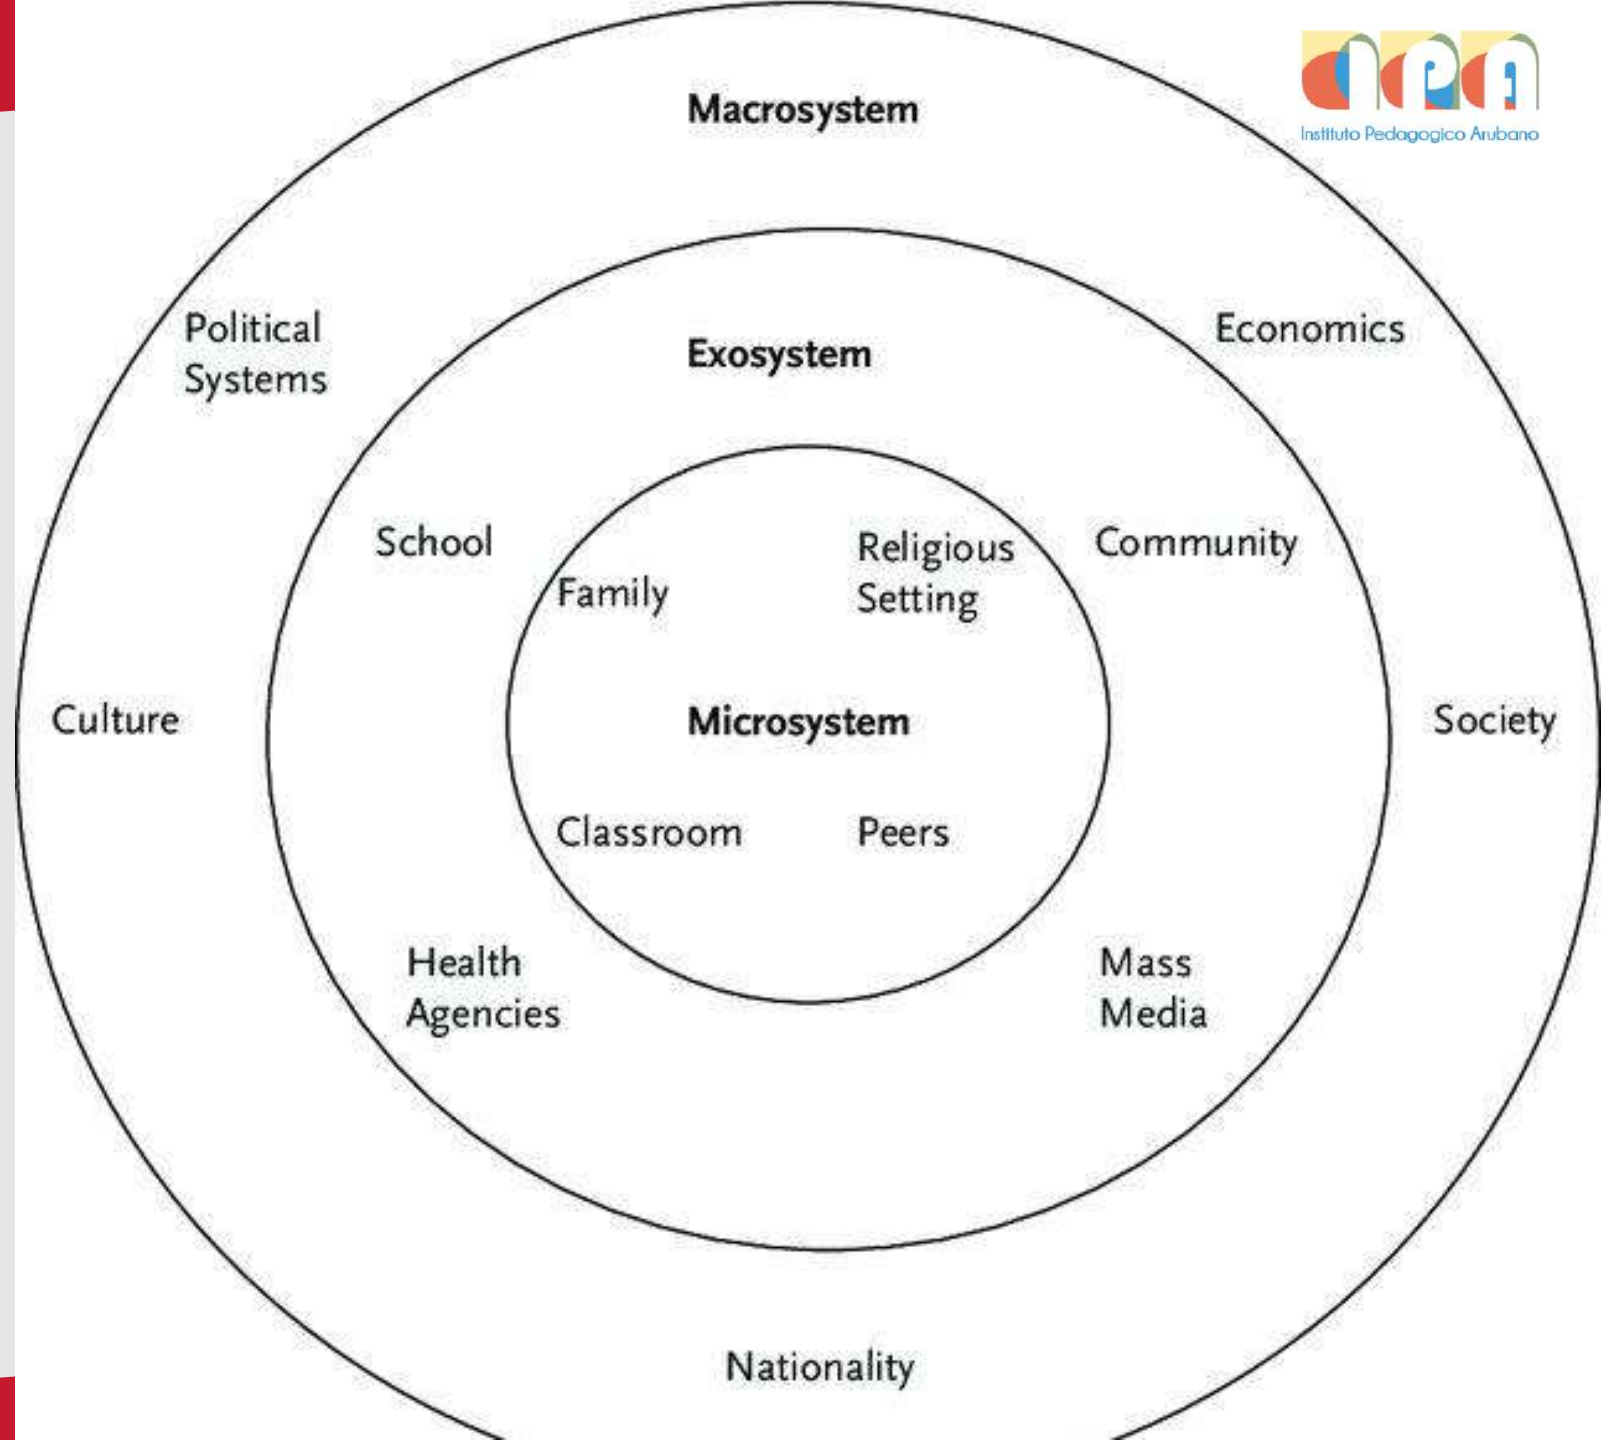 Macrosystem
IPA
Instituto Pedagogico Arubano
Political
Systems
Economics
Exosystem
School
Community
Family
Religious
Setting
Culture
Microsystem
Society
Classroom
Peers
Health
Agencies
Mass
Media
Nationality